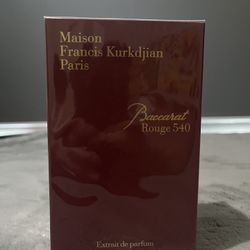 Maison
Francis Kurkdjian
Paris
Baccarat
Rouge 540
Extrait de parfum